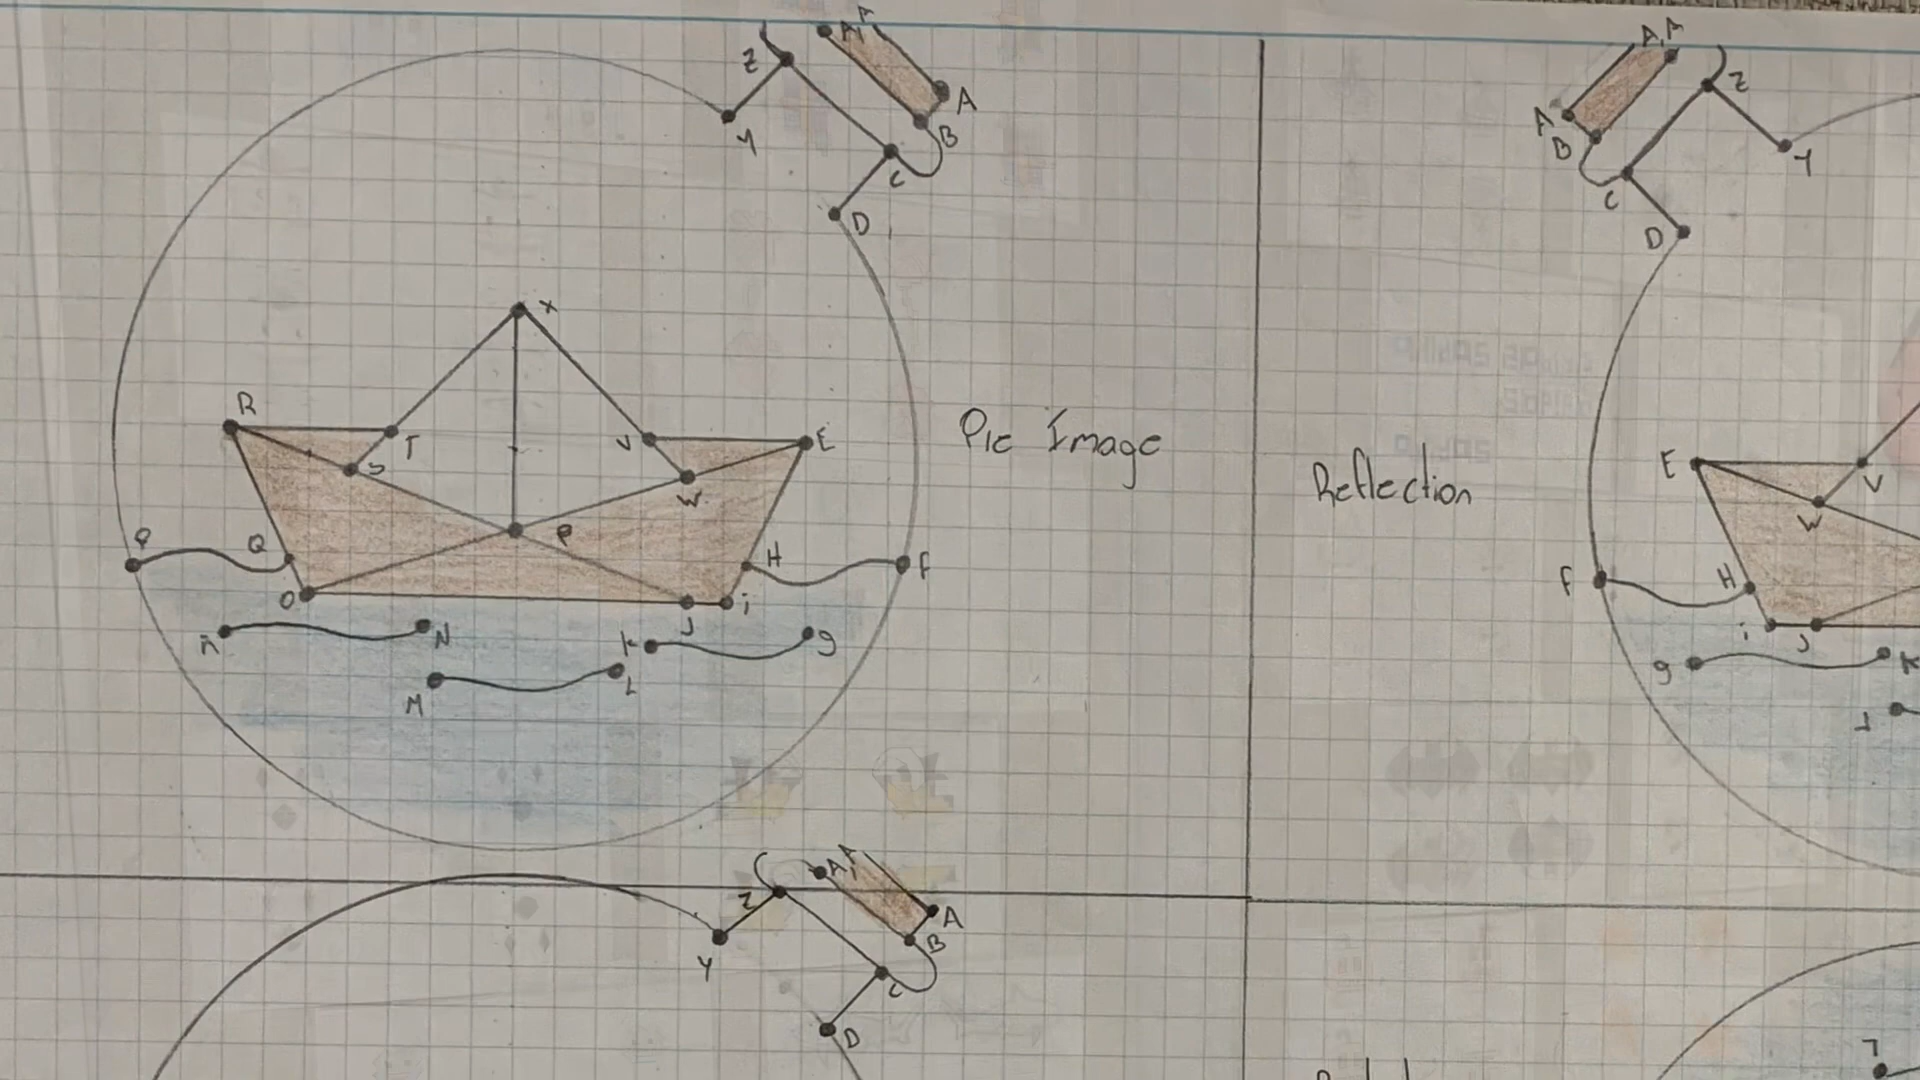 A,A
Z
A
B
Y
C
D
X
R
T
S
V
E
W
P
Q
P
H
F
O
J
i
N
K
g
M
L
Pic Image
A,A
Z
A
B
Y
C
D
E
V
W
Reflection
F
H
i
J
g
K
A,A
Z
A
B
Y
C
D